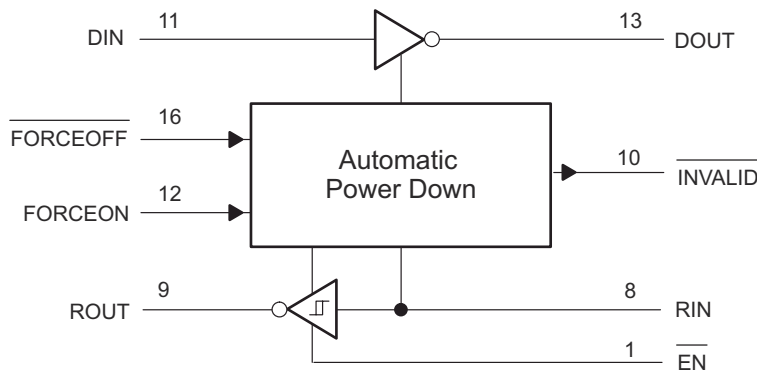 DIN 11 13 DOUT
FORCEOFF 16
Automatic
Power Down
10 INVALID
FORCEON 12
ROUT 9 8 RIN
1 EN